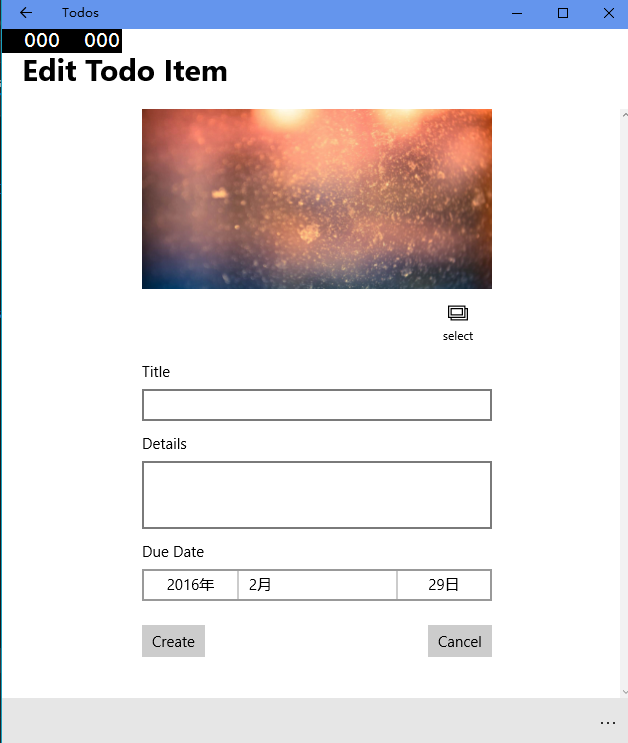 Todos
000 000
Edit Todo Item
select
Title
Details
Due Date
2016年 2月 29日
Create Cancel